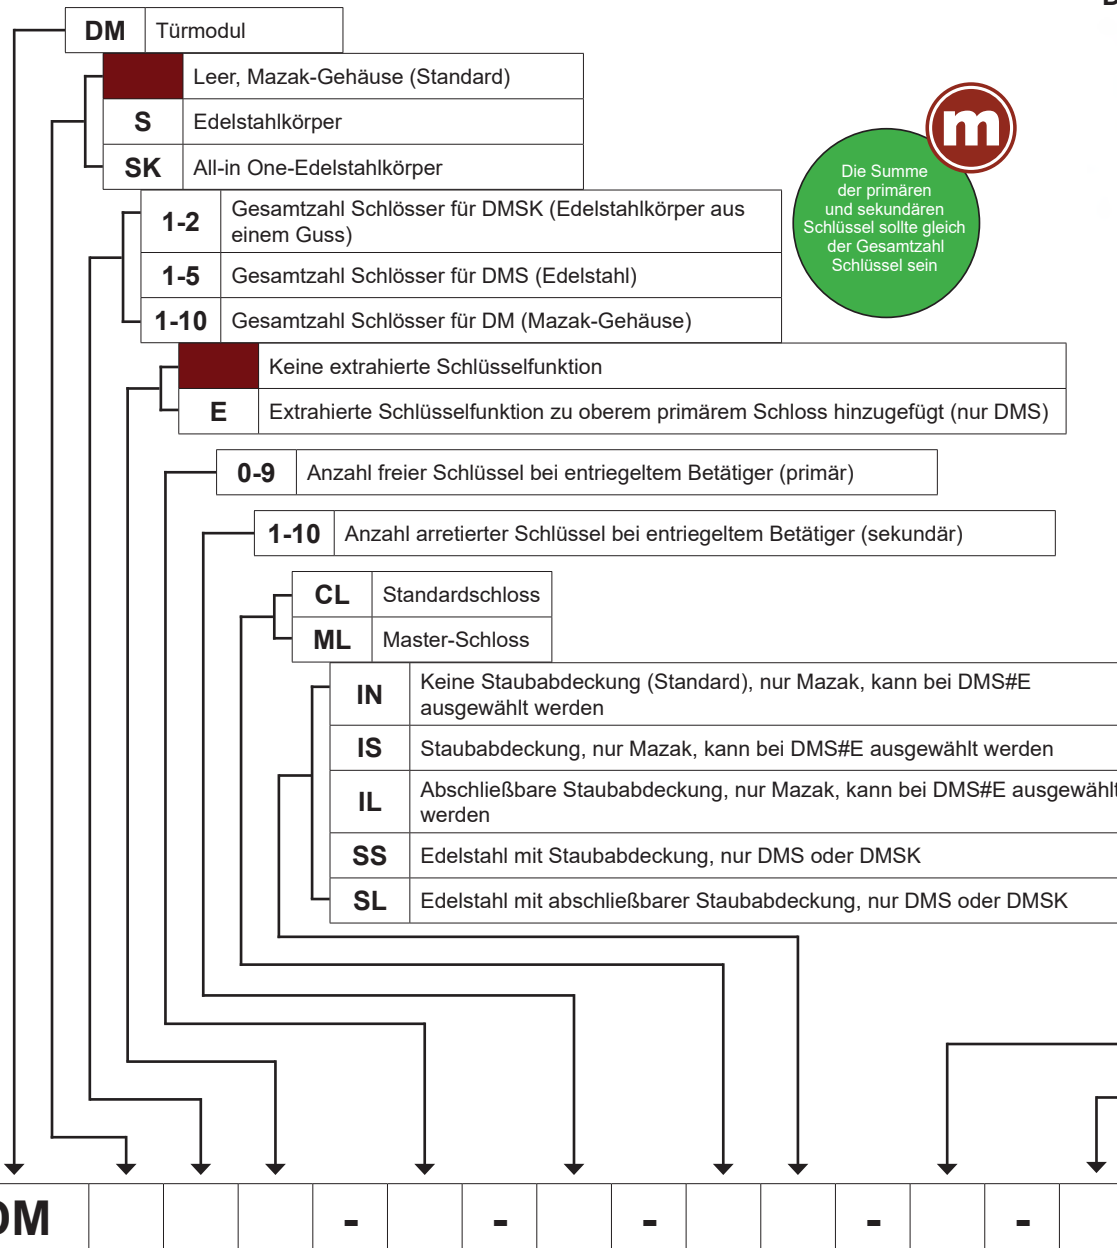 DM Türmodul
Leer, Mazak-Gehäuse (Standard)
S Edelstahlkörper
SK All-in One-Edelstahlkörper
1-2 Gesamtzahl Schlösser für DMSK (Edelstahlkörper aus
einem Guss)
1-5 Gesamtzahl Schlösser für DMS (Edelstahl)
1-10 Gesamtzahl Schlösser für DM (Mazak-Gehäuse)
m
Die Summe
der primären
und sekundären
Schlüssel sollte gleich
der Gesamtzahl
Schlüssel sein
Keine extrahierte Schlüsselfunktion
E Extrahierte Schlüsselfunktion zu oberem primärem Schloss hinzugefügt (nur DMS)
0-9 Anzahl freier Schlüssel bei entriegeltem Betätiger (primär)
1-10 Anzahl arretierter Schlüssel bei entriegeltem Betätiger (sekundär)
CL Standardschloss
ML Master-Schloss
IN Keine Staubabdeckung (Standard), nur Mazak, kann bei DMS#E
ausgewählt werden
IS Staubabdeckung, nur Mazak, kann bei DMS#E ausgewählt werden
IL Abschließbare Staubabdeckung, nur Mazak, kann bei DMS#E ausgewählt
werden
SS Edelstahl mit Staubabdeckung, nur DMS oder DMSK
SL Edelstahl mit abschließbarer Staubabdeckung, nur DMS oder DMSK
DM - - - - -